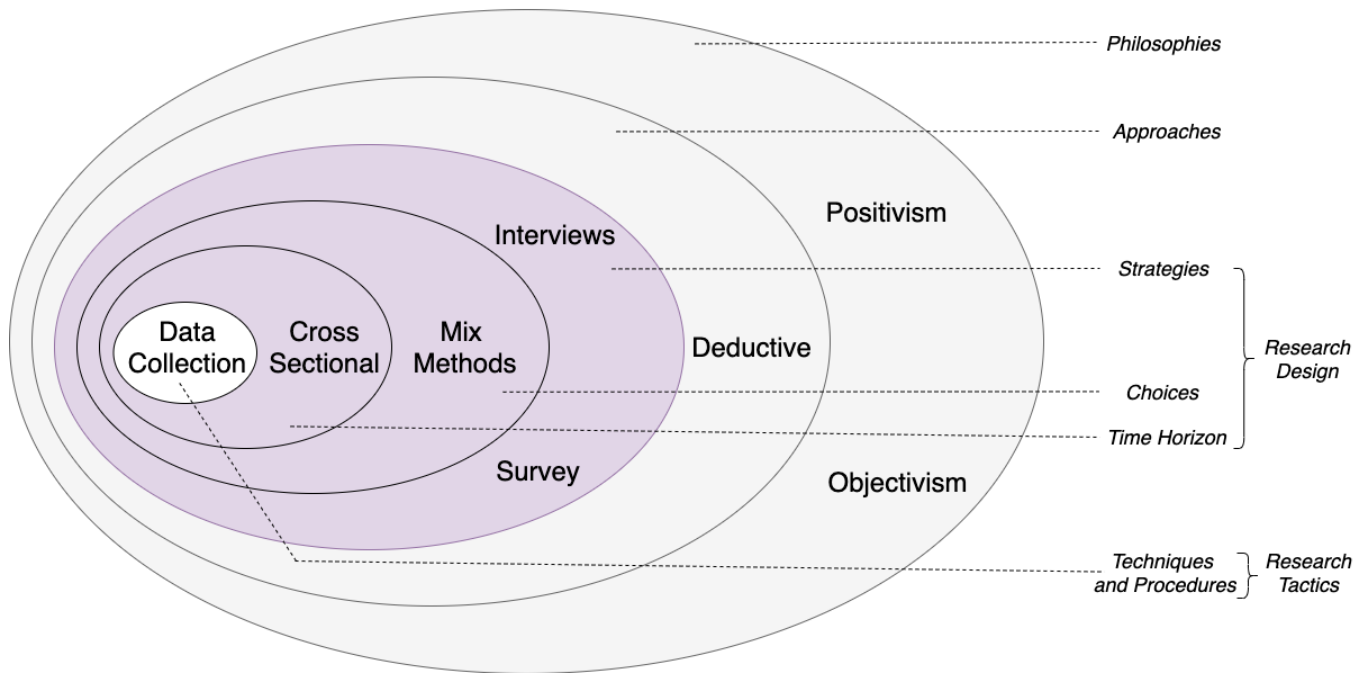 Philosophies
Approaches
Positivism
Interviews
Strategies
Data
Collection
Cross
Sectional
Mix
Methods
Deductive
Research
Design
Choices
Time Horizon
Survey
Objectivism
Techniques
and Procedures
Research
Tactics